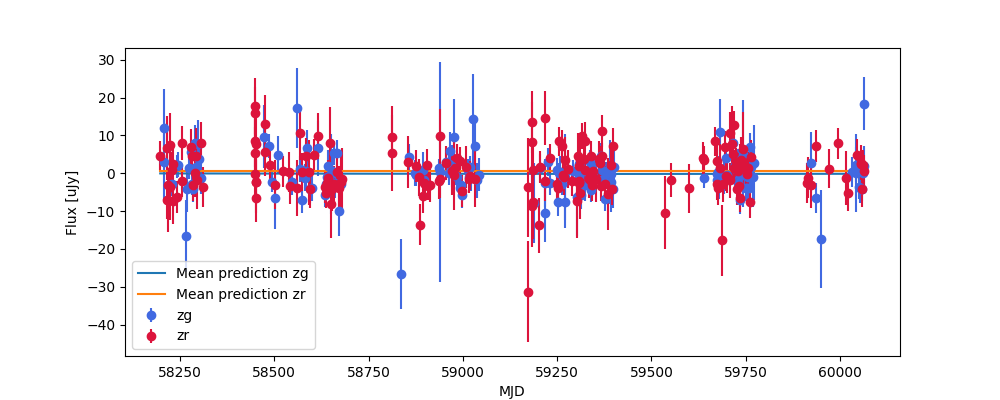 30
20
10
0
−10
−20
−30
−40
Flux [uJy]
Mean prediction zg
Mean prediction zr
zg
zr
58250 58500 58750 59000 59250 59500 59750 60000
MJD